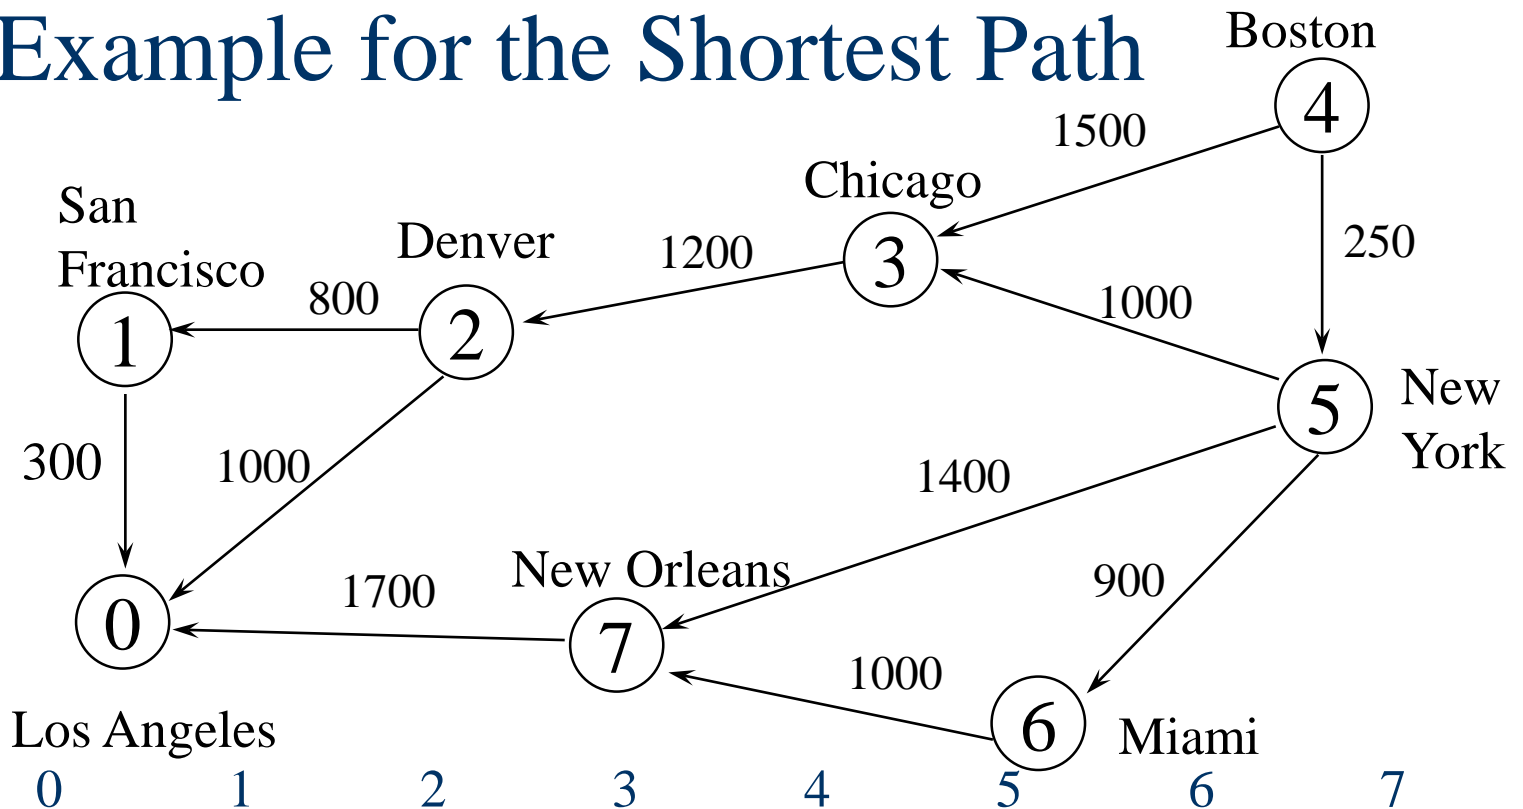 Example for the Shortest Path
Boston
4
1500
Chicago
San
Francisco
Denver
1200
3
250
800
1000
1
2
New
York
5
300
1000
1400
New Orleans
1700
900
0
7
1000
6
Los Angeles
Miami
0 1 2 3 4 5 6 7